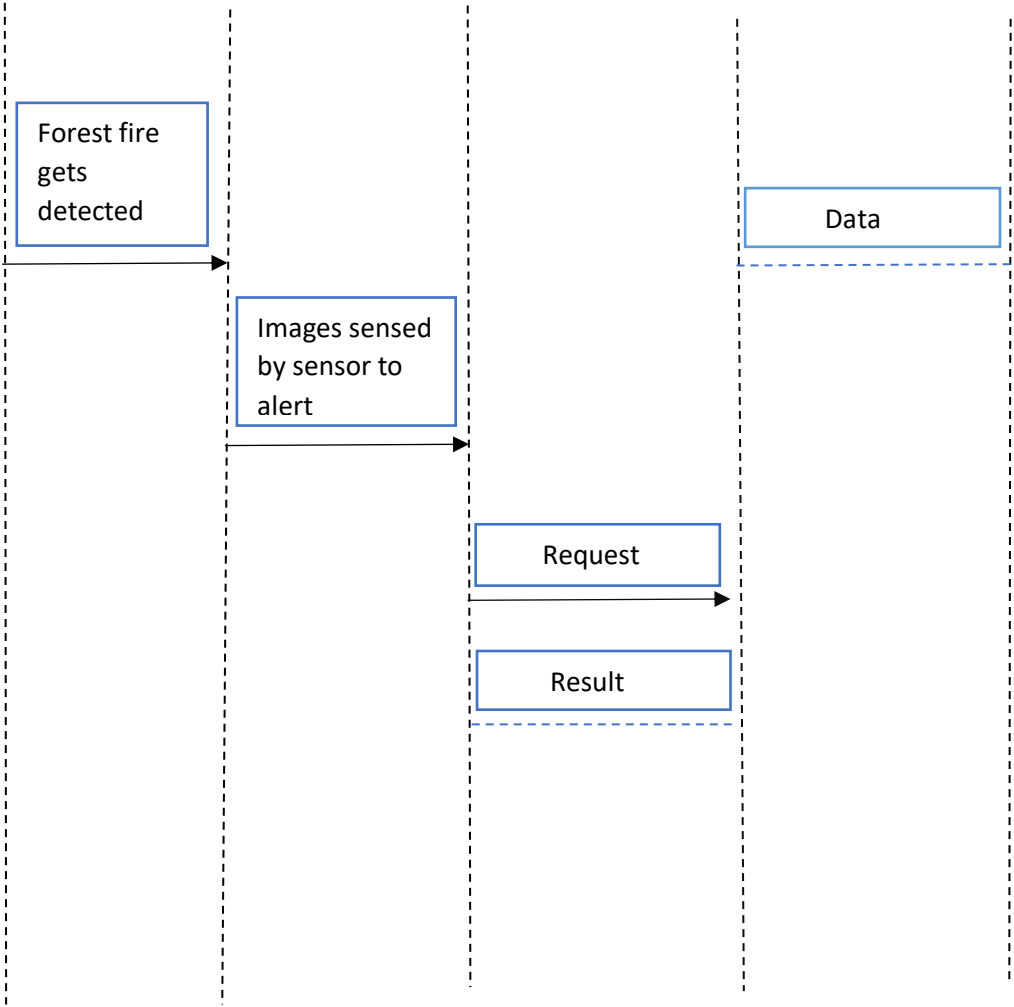 Forest fire
gets
detected
Data
Images sensed
by sensor to
alert
Request
Result